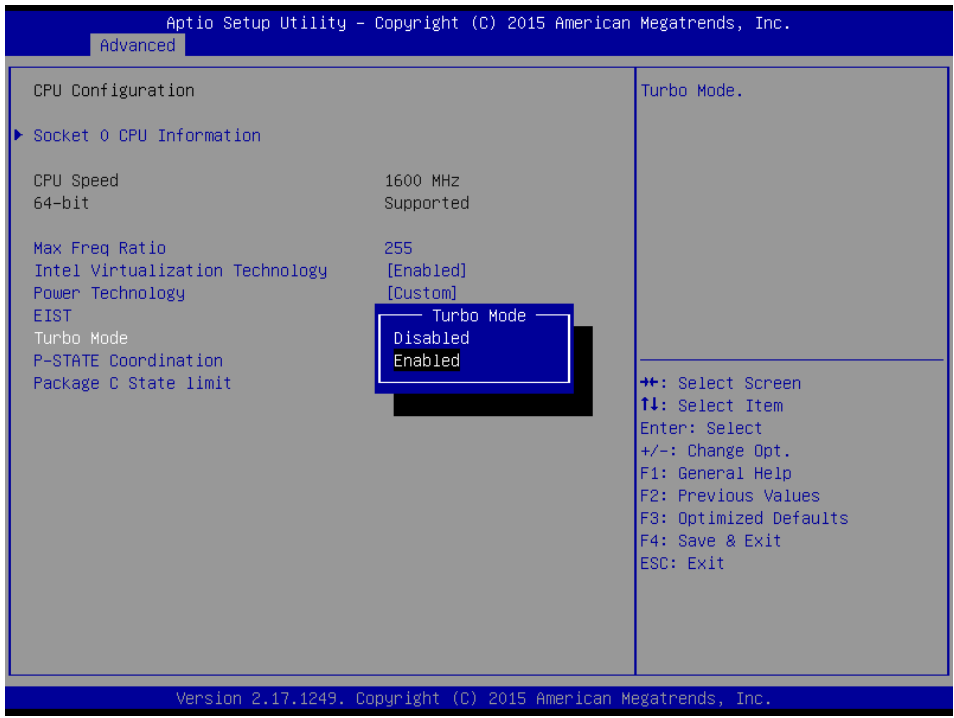 Aptio Setup Utility – Copyright (C) 2015 American Megatrends, Inc.
Advanced
CPU Configuration
Socket 0 CPU Information
CPU Speed 1600 MHz
64-bit Supported
Max Freq Ratio 255
Intel Virtualization Technology [Enabled]
Power Technology [Custom]
EIST
Turbo Mode
P-STATE Coordination
Package C State limit
Turbo Mode
Disabled
Enabled
Turbo Mode.
→←: Select Screen
↑↓: Select Item
Enter: Select
+/-: Change Opt.
F1: General Help
F2: Previous Values
F3: Optimized Defaults
F4: Save & Exit
ESC: Exit
Version 2.17.1249. Copyright (C) 2015 American Megatrends, Inc.